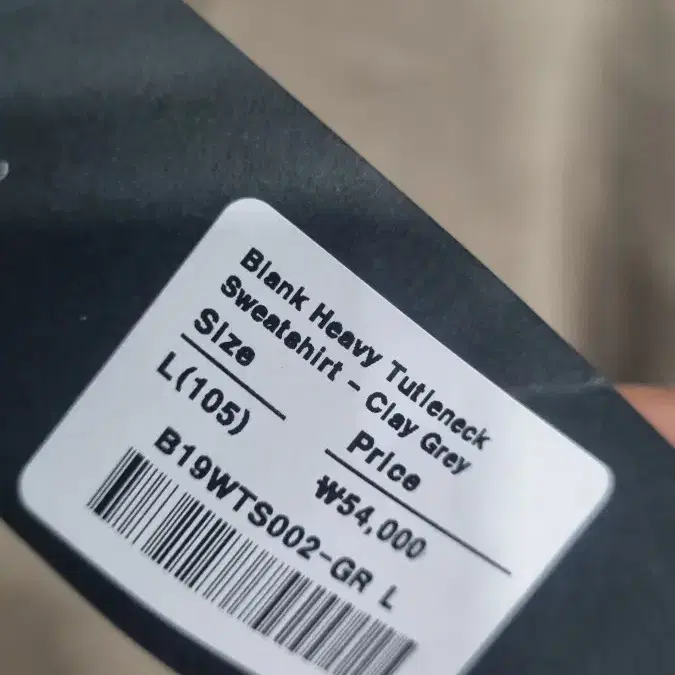 Blank Heavy Tutleneck
Sweatshirt - Clay Grey
Size
L(105)
Price
₩54,000
B19WTS002-GR L